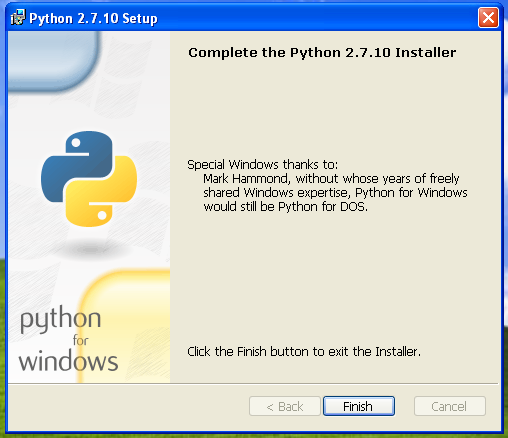 Python 2.7.10 Setup
Complete the Python 2.7.10 Installer
Special Windows thanks to:
Mark Hammond, without whose years of freely
shared Windows expertise, Python for Windows
would still be Python for DOS.
python
for
windows
Click the Finish button to exit the Installer.
< Back
Finish
Cancel